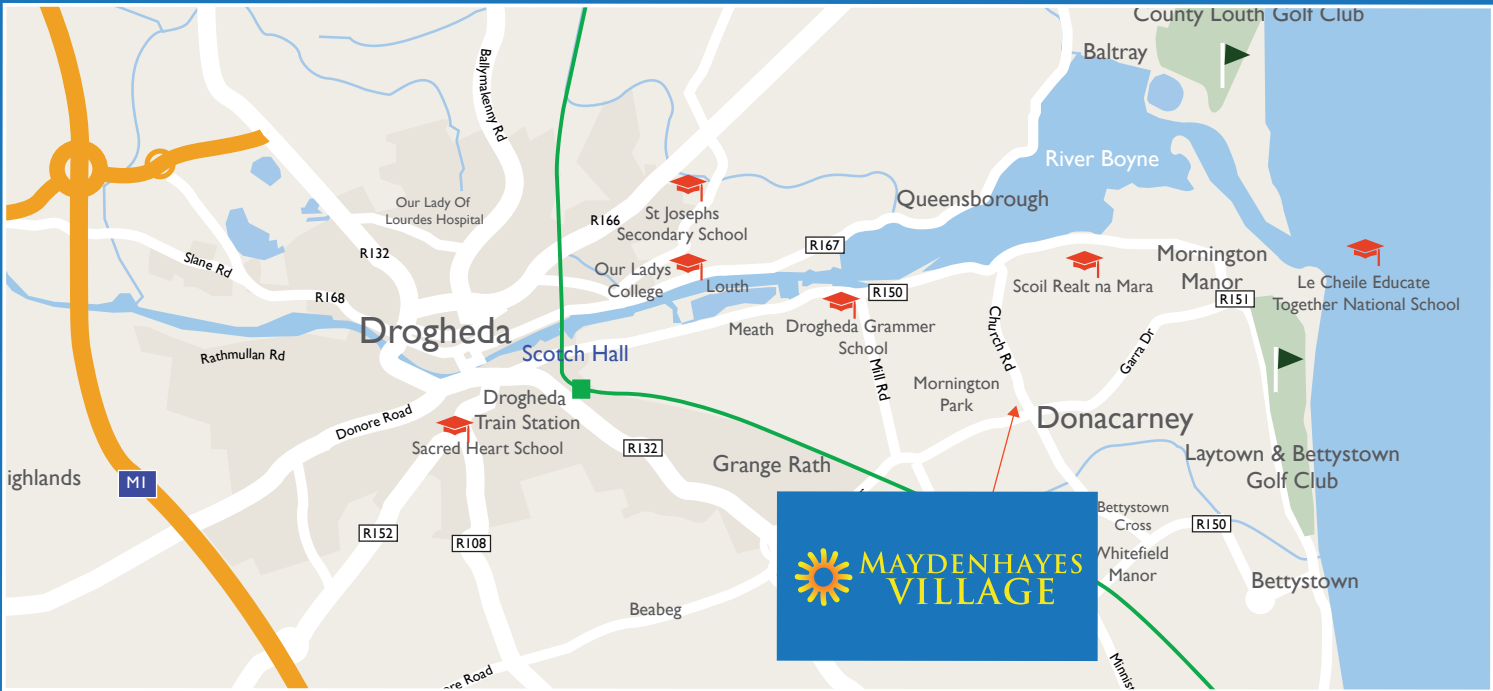 County Louth Golf Club
Baltray
Ballymakenny Rd
River Boyne
Queensborough
Our Lady Of
Lourdes Hospital
R166
St Josephs
Secondary School
R132
Slane Rd
R168
R167
Our Ladys
College
Louth
R150
Scoil Realt na Mara
Mornington
Manor
R151
Le Cheile Educate
Together National School
Drogheda
Rathmullan Rd
Scotch Hall
Meath
Drogheda Grammer
School
Church Rd
Garra Dr
Mill Rd
Mornington
Park
Drogheda
Train Station
Donore Road
Sacred Heart School
R132
Donacarney
Grange Rath
Laytown & Bettystown
Golf Club
ighlands
M1
R152
R108
Bettystown
Cross
R150
Whitefield
Manor
Bettystown
MAYDENHAYES
VILLAGE
Beabeg
ore Road
Minnis